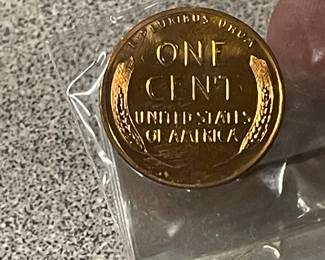 E PLURIBUS UNUM
ONE
CENT
UNITED STATES
OF AMERICA